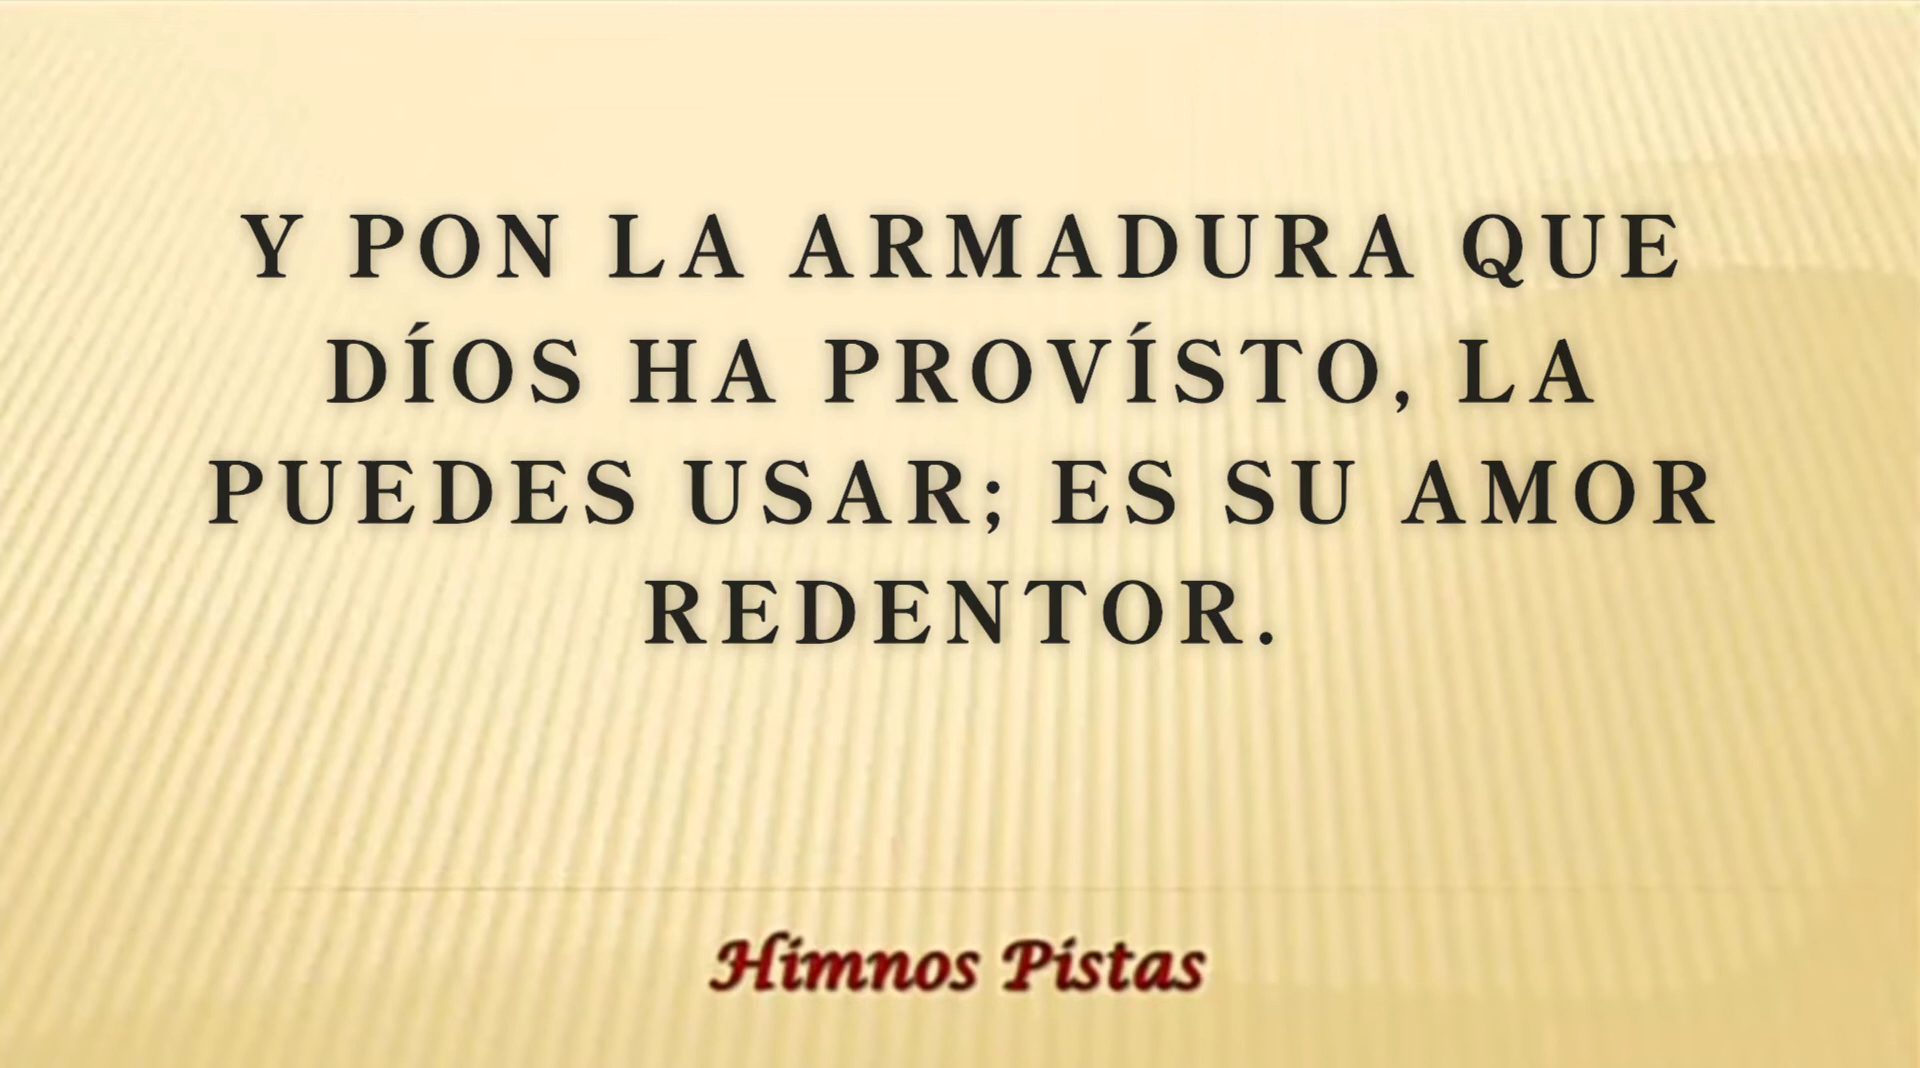 Y PON LA ARMADURA QUE
DÍOS HA PROVÍSTO, LA
PUEDES USAR; ES SU AMOR
REDENTOR.
Himnos Pistas